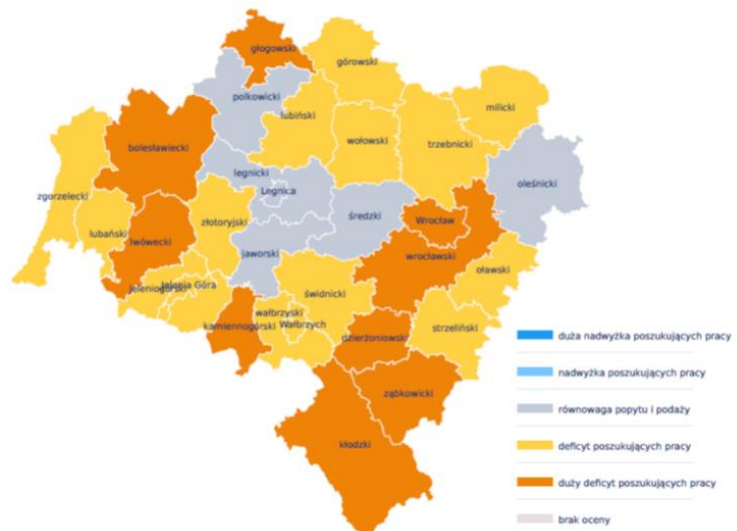 głogowski
górowski
polkowicki
lubiński
milicki
bolesławiecki
wołowski
trzebnicki
legnicki
oleśnicki
zgorzelecki
Legnica
średzki
Wrocław
złotoryjski
lubański
lwówecki
jaworski
wrocławski
oławski
jeleniogórski
Jelenia Góra
świdnicki
wałbrzyski
kamiennogórski
Wałbrzych
dzierżoniowski
strzeliński
ząbkowicki
kłodzki
duża nadwyżka poszukujących pracy
nadwyżka poszukujących pracy
równowaga popytu i podaży
deficyt poszukujących pracy
duży deficyt poszukujących pracy
brak oceny